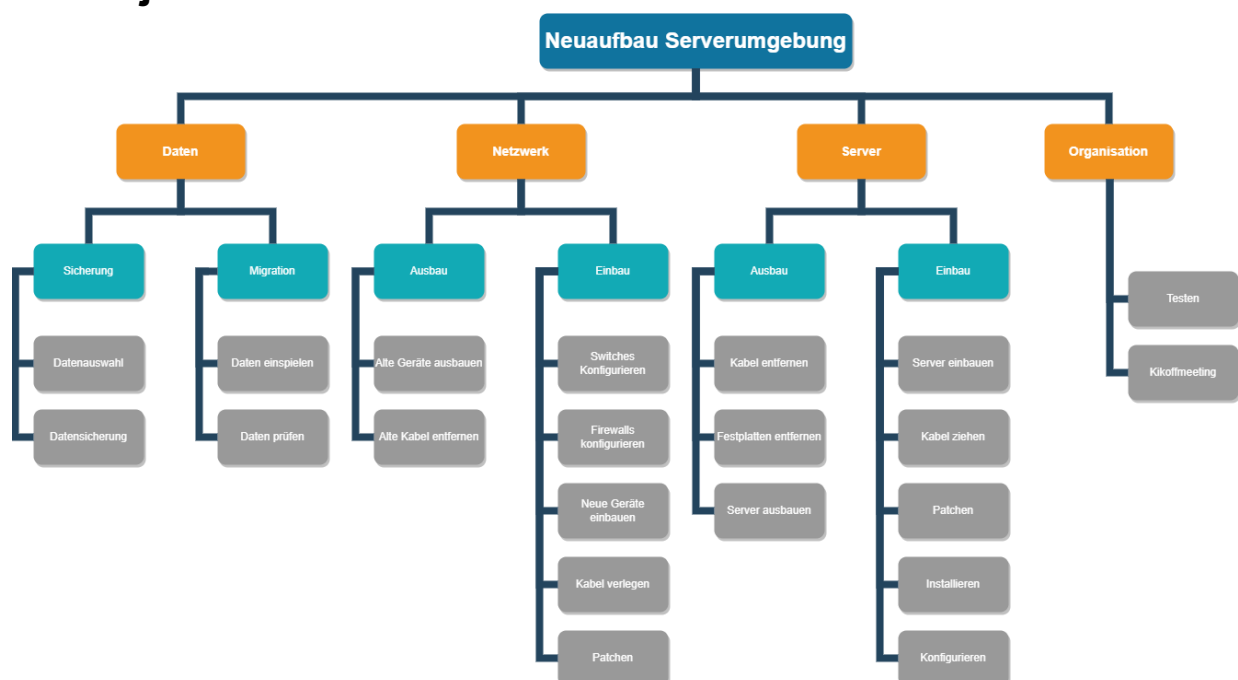 Neuaufbau Serverumgebung
Daten
Netzwerk
Server
Organisation
Sicherung
Migration
Ausbau
Einbau
Ausbau
Einbau
Testen
Datenauswahl
Daten einspielen
Alte Geräte ausbauen
Switches
Konfigurieren
Kabel entfernen
Server einbauen
Kikoffmeeting
Datensicherung
Daten prüfen
Alte Kabel entfernen
Firewalls
konfigurieren
Festplatten entfernen
Kabel ziehen
Neue Geräte
einbauen
Server ausbauen
Patchen
Kabel verlegen
Installieren
Patchen
Konfigurieren